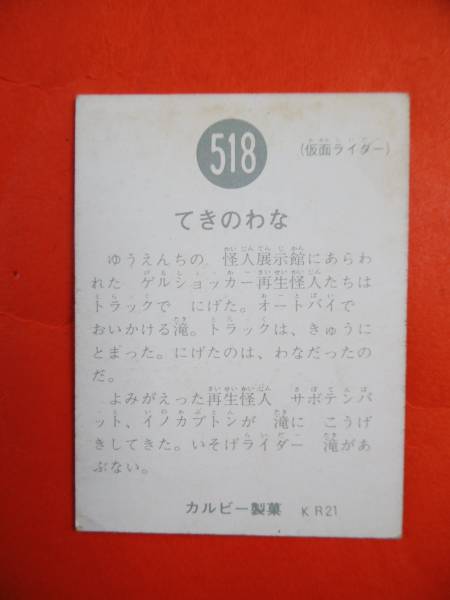 518
(仮面ライダー)
てきのわな
ゆうえんちの 怪人展示館にあらわ
れた ゲルショッカー再生怪人たちは
トラックで にげた。オートバイで
おいかける滝。トラックは、きゅうに
とまった。にげたのは、わなだったの
だ。
よみがえった再生怪人 サボテンバ
ット、イノカブトンが 滝に こうげ
きしてきた。いそげライダー 滝があ
ぶない。
カルビー製菓 KR21